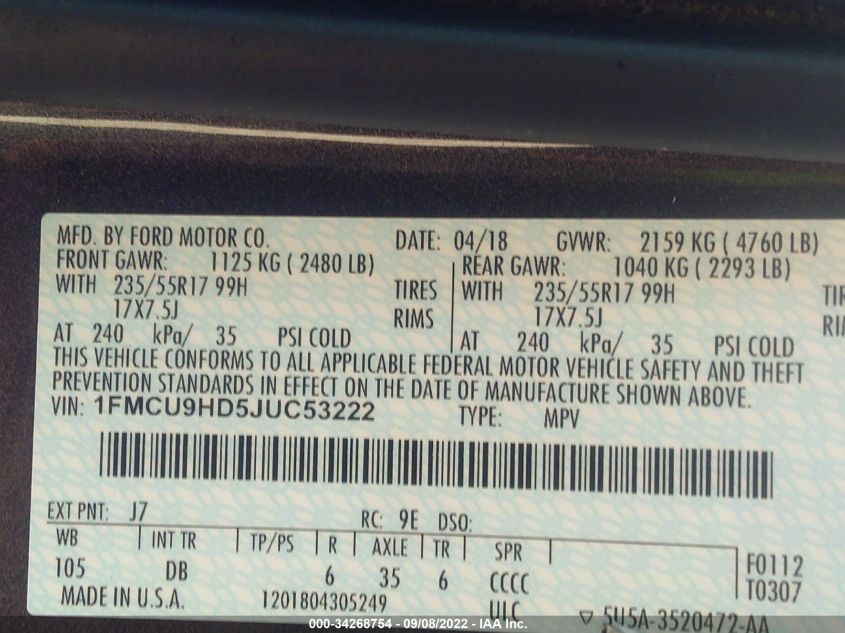 MFD. BY FORD MOTOR CO. DATE: 04/18 GVWR: 2159 KG ( 4760 LB)
FRONT GAWR: 1125 KG ( 2480 LB) REAR GAWR: 1040 KG ( 2293 LB)
WITH 235/55R17 99H TIRES WITH 235/55R17 99H
17X7.5J RIMS 17X7.5J
AT 240 kPa/ 35 PSI COLD AT 240 kPa/ 35 PSI COLD
THIS VEHICLE CONFORMS TO ALL APPLICABLE FEDERAL MOTOR VEHICLE SAFETY AND THEFT
PREVENTION STANDARDS IN EFFECT ON THE DATE OF MANUFACTURE SHOWN ABOVE.
VIN: 1FMCU9HD5JUC53222 TYPE: MPV
EXT PNT: J7 RC: 9E DSO:
WB INT TR TP/PS R AXLE TR SPR
105 DB 6 35 6 CCCC
F0112
T0307
MADE IN U.S.A. 1201804305249 ULC 5U5A-3520472-AA
000-34268754 - 09/08/2022 - IAA Inc.